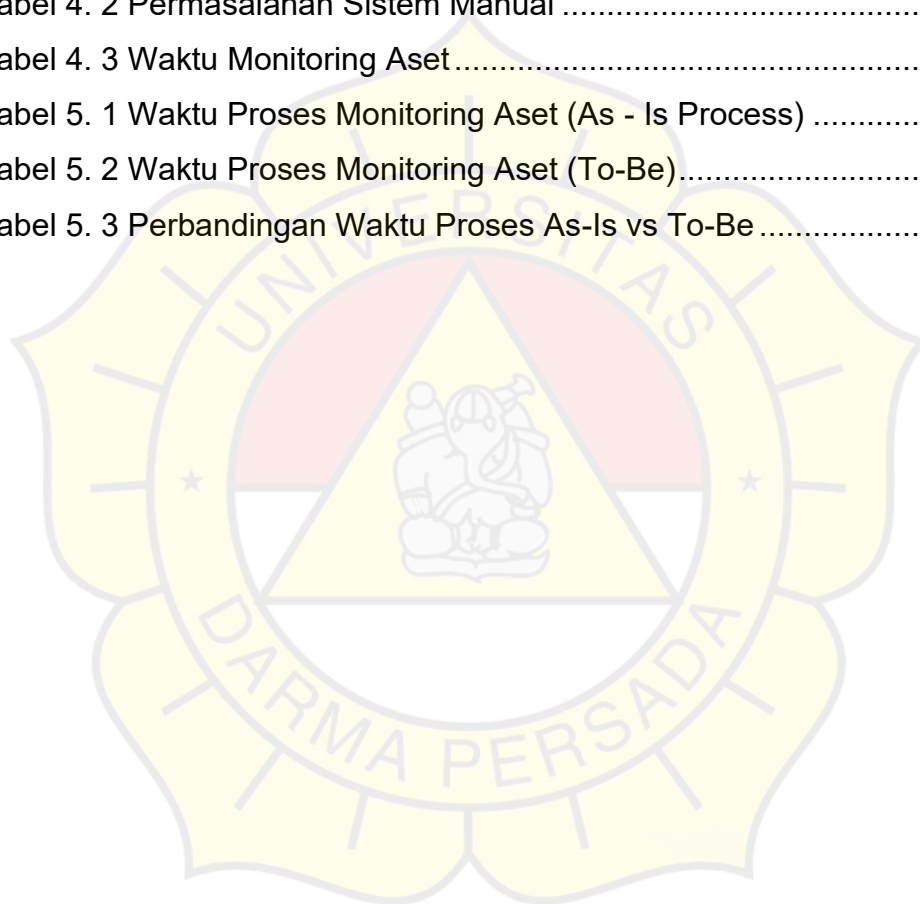 abel 4. 2 Permasalahan Sistem Manual ........................................
abel 4. 3 Waktu Monitoring Aset ....................................................
abel 5. 1 Waktu Proses Monitoring Aset (As - Is Process) ............
abel 5. 2 Waktu Proses Monitoring Aset (To-Be)...........................
abel 5. 3 Perbandingan Waktu Proses As-Is vs To-Be ..................
UNIVERSITAS
DARMA PERSADA